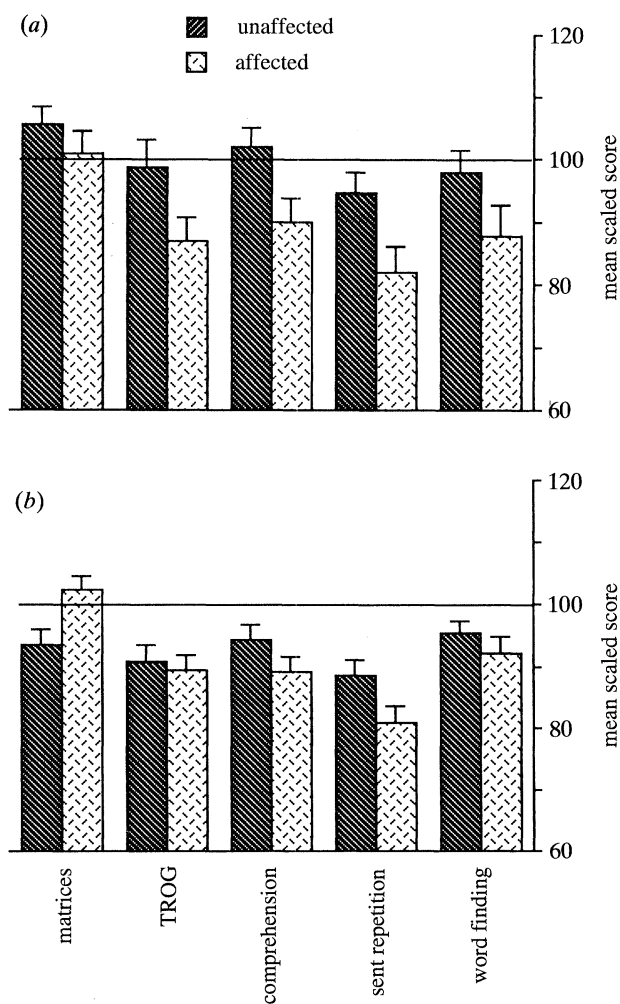 (a)
unaffected
affected
120
100
80
60
mean scaled score
(b)
120
100
80
60
mean scaled score
matrices
TROG
comprehension
sent repetition
word finding